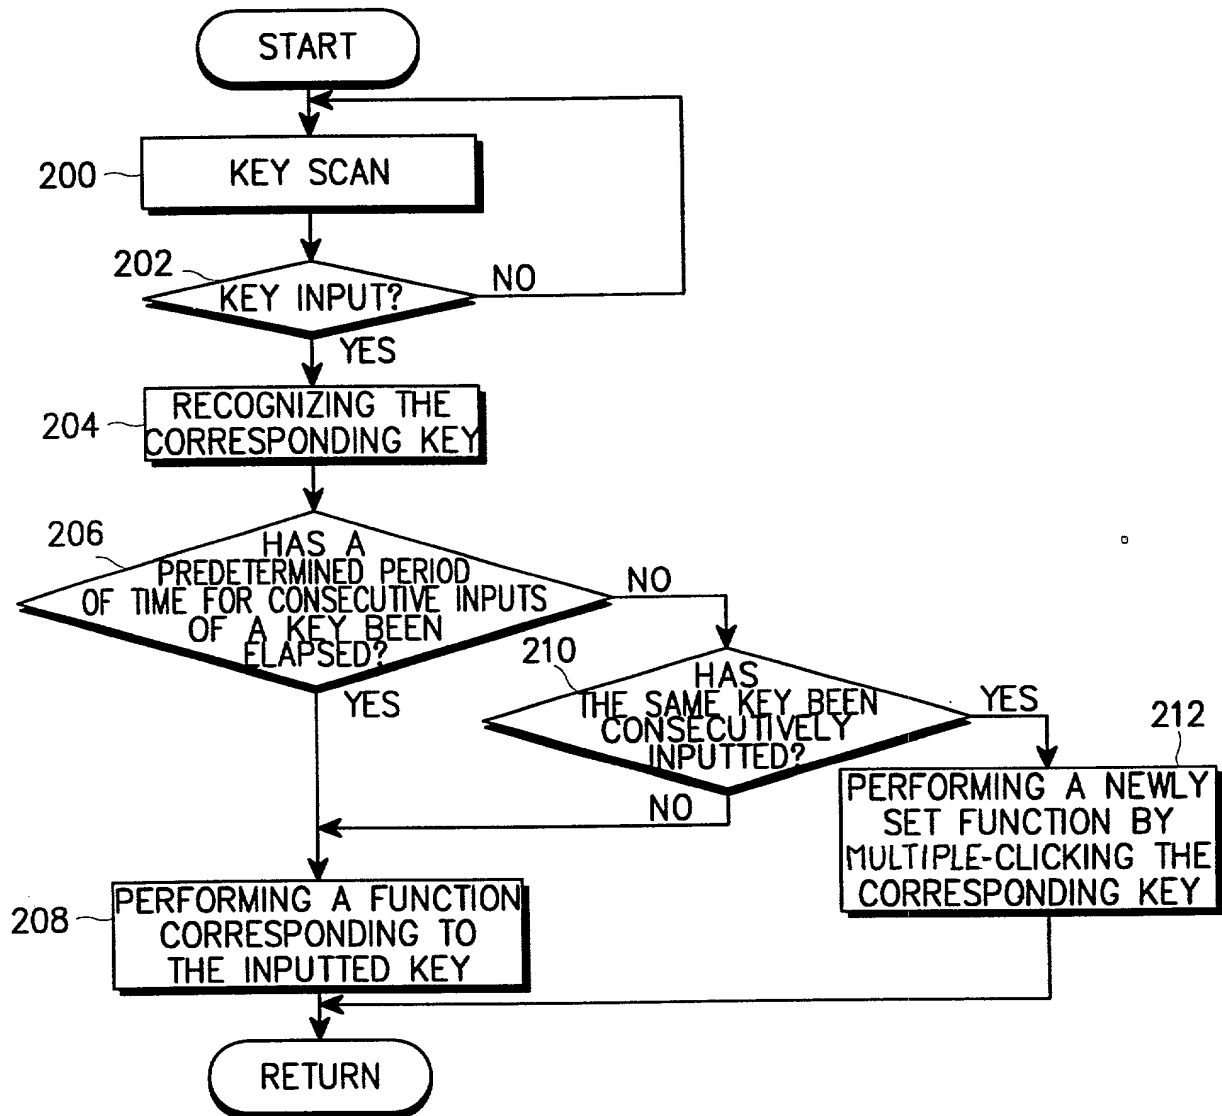 START
200
KEY SCAN
202
KEY INPUT?
NO
YES
204
RECOGNIZING THE
CORRESPONDING KEY
206
HAS A
PREDETERMINED PERIOD
OF TIME FOR CONSECUTIVE INPUTS
OF A KEY BEEN
ELAPSED?
NO
YES
210
HAS
THE SAME KEY BEEN
CONSECUTIVELY
INPUTTED?
YES
NO
212
PERFORMING A NEWLY
SET FUNCTION BY
MULTIPLE-CLICKING THE
CORRESPONDING KEY
208
PERFORMING A FUNCTION
CORRESPONDING TO
THE INPUTTED KEY
RETURN